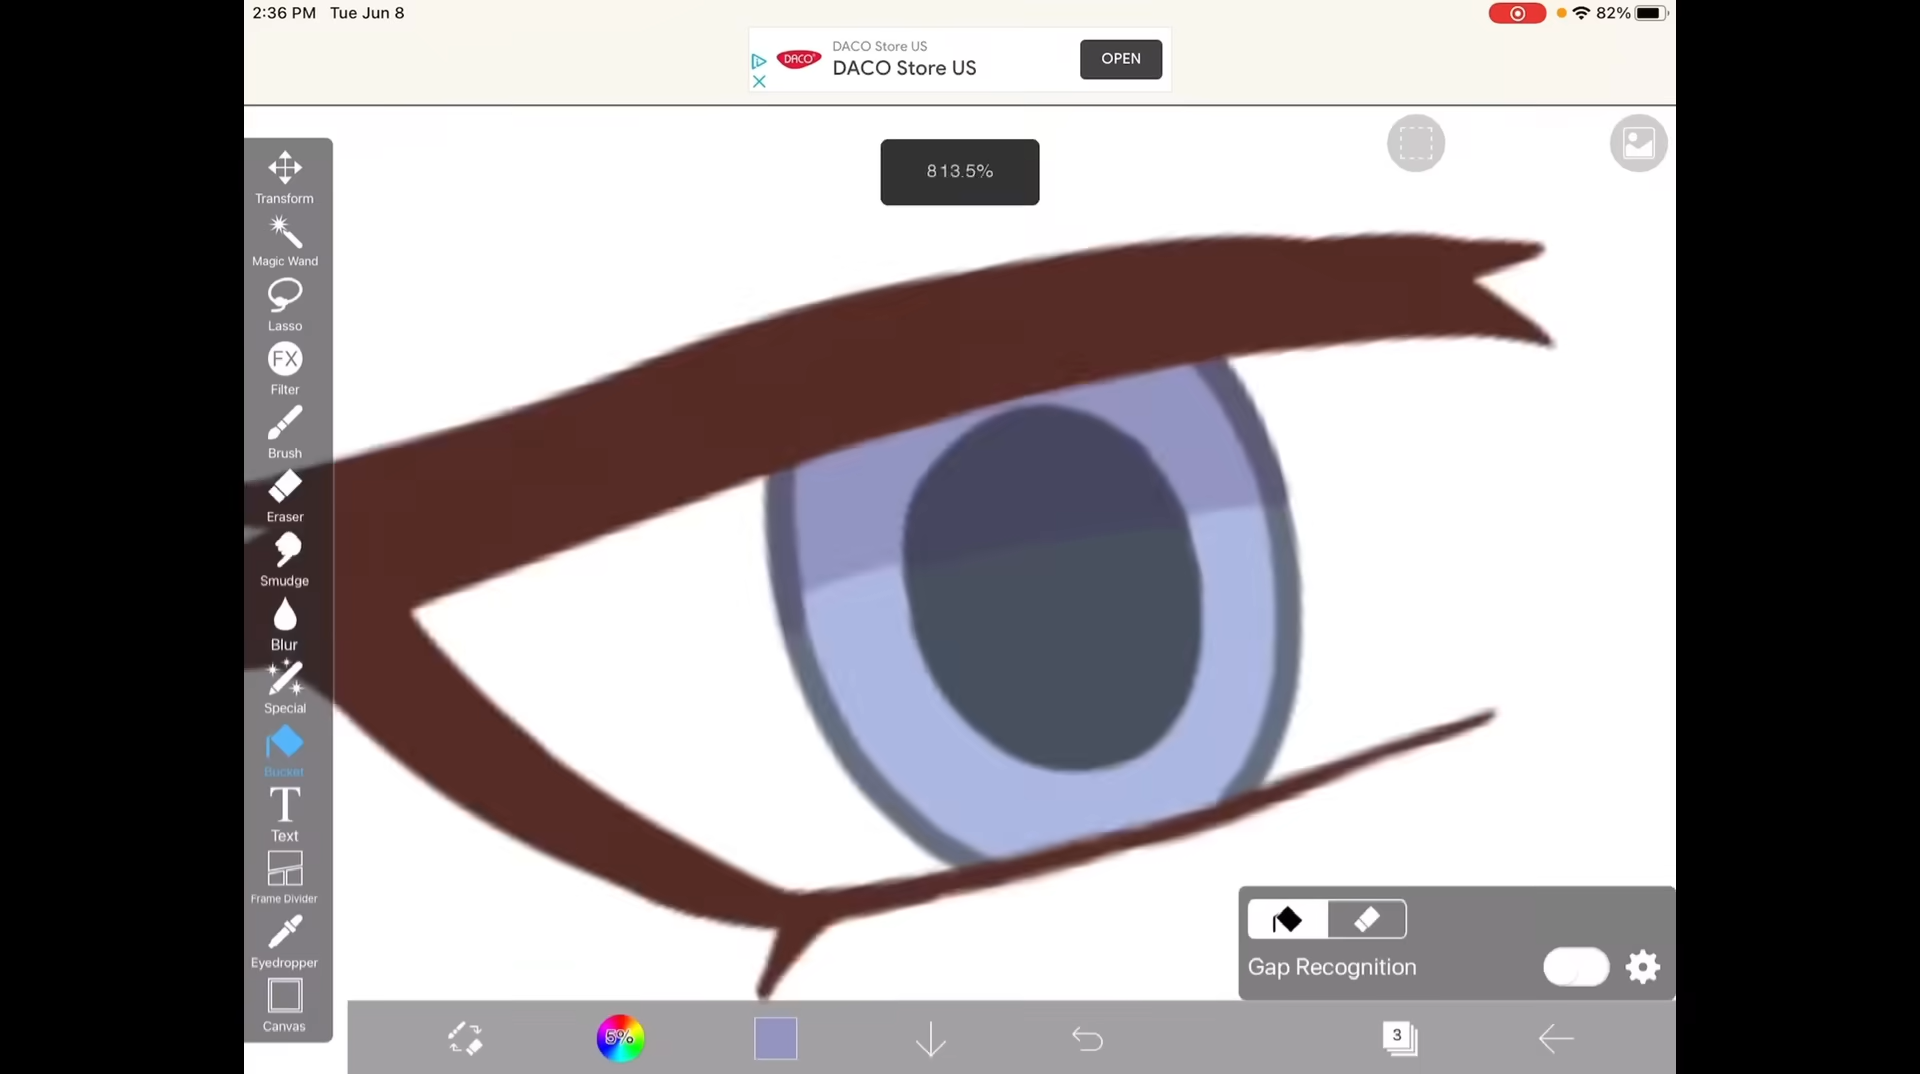 2:36 PM Tue Jun 8
82%
DACO
DACO Store US
DACO Store US
OPEN
813.5%
Transform
Magic Wand
Lasso
FX
Filter
Brush
Eraser
Smudge
Blur
Special
Bucket
T
Text
Frame Divider
Eyedropper
Canvas
Gap Recognition
5%
3